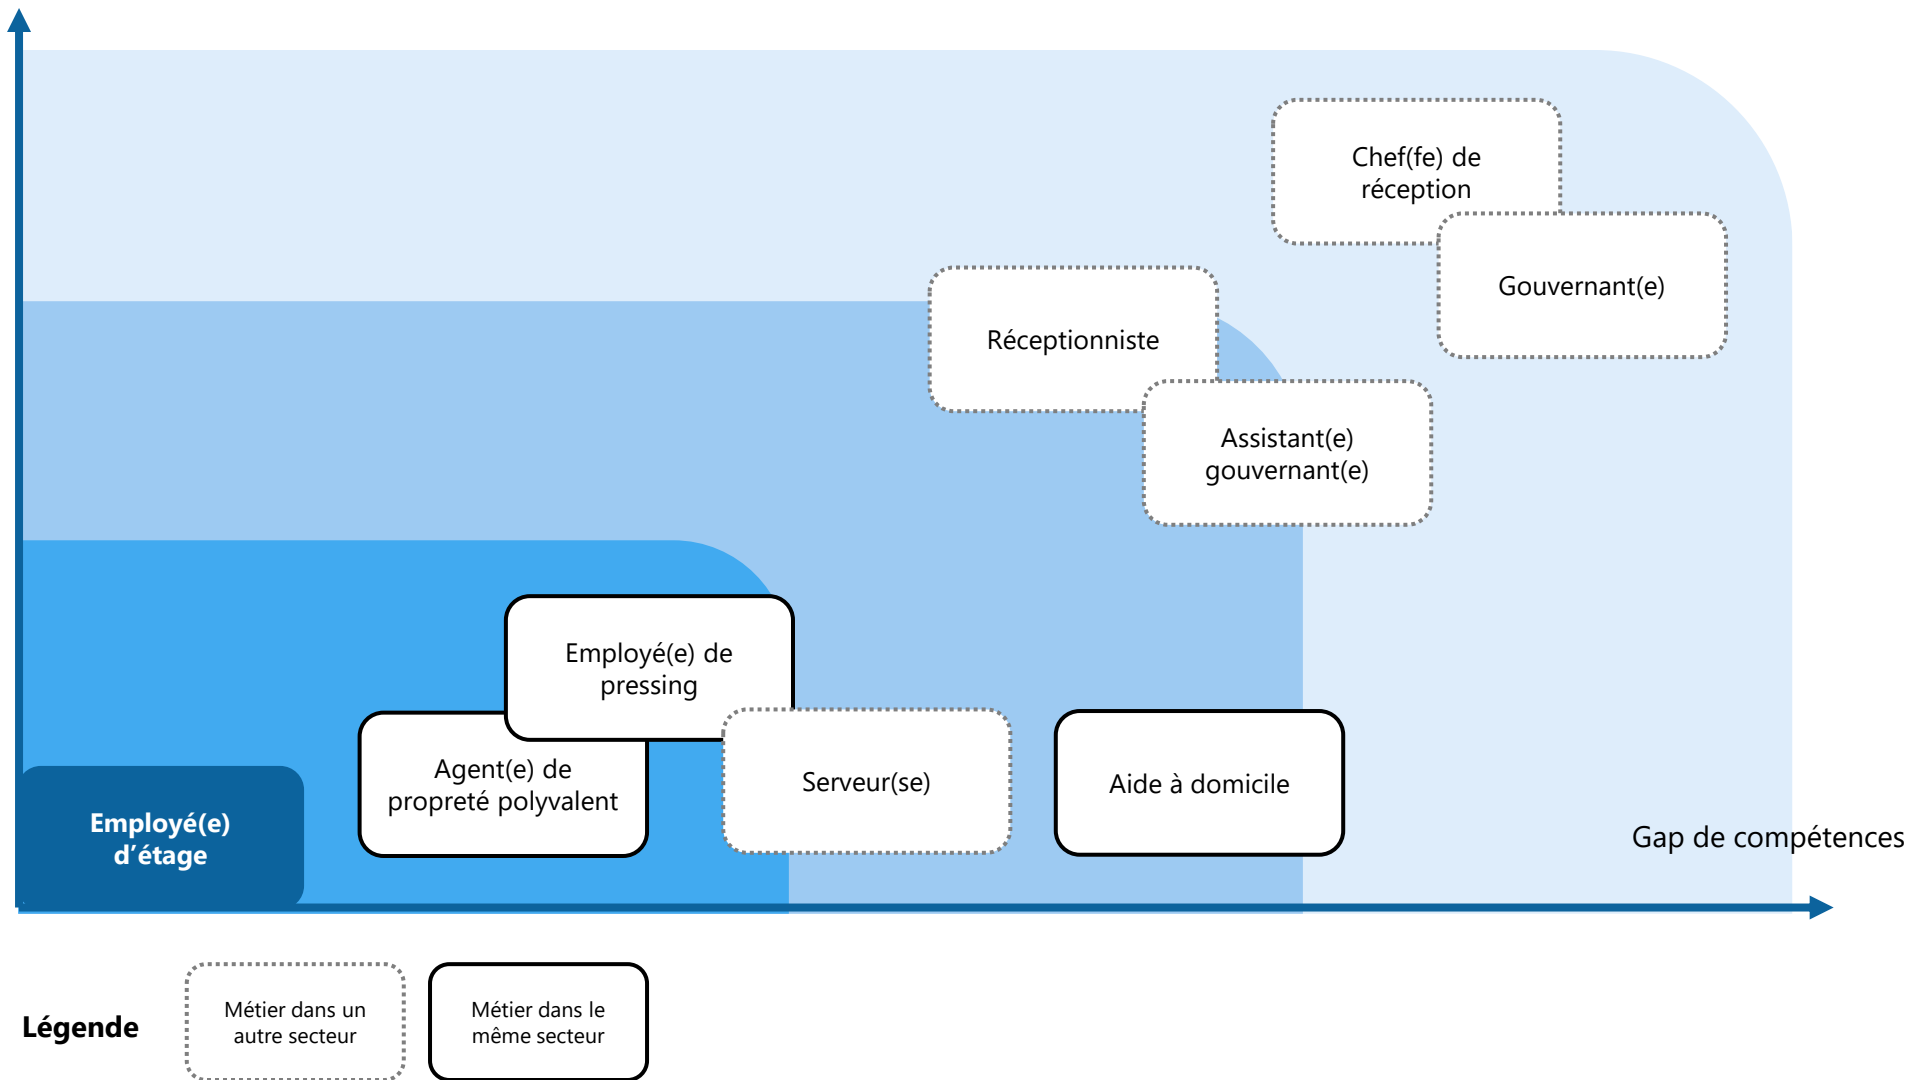 Chef(fe) de
réception
Gouvernant(e)
Réceptionniste
Assistant(e)
gouvernant(e)
Employé(e) de
pressing
Agent(e) de
propreté polyvalent
Serveur(se)
Aide à domicile
Employé(e)
d’étage
Gap de compétences
Légende
Métier dans un
autre secteur
Métier dans le
même secteur